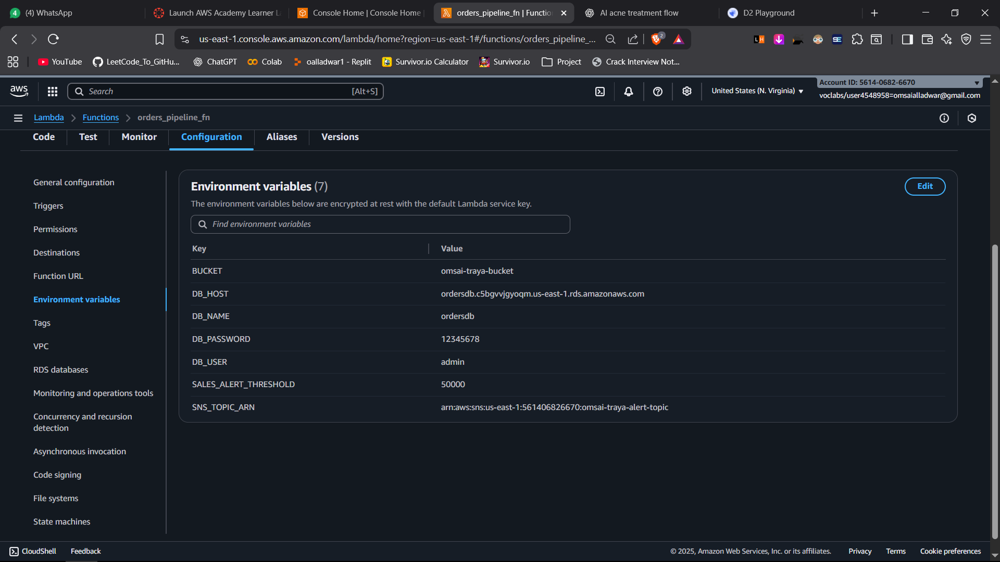 4 (4) WhatsApp
Launch AWS Academy Learner L
Console Home | Console Home
orders_pipeline_fn | Functio
AI acne treatment flow
D2 Playground
us-east-1.console.aws.amazon.com/lambda/home?region=us-east-1#/functions/orders_pipeline_...
2
LH
SE
YouTube
LeetCode_To_GitHu...
ChatGPT
Colab
oalladwar1 - Replit
Survivor.io Calculator
Survivor.io
Project
Crack Interview Not...
aws
Search [Alt+S]
United States (N. Virginia)
Account ID: 5614-0682-6670
voclabs/user4548958=omsaialladwar@gmail.com
Lambda
Functions
orders_pipeline_fn
Code
Test
Monitor
Configuration
Aliases
Versions
General configuration
Triggers
Permissions
Destinations
Function URL
Environment variables
Tags
VPC
RDS databases
Monitoring and operations tools
Concurrency and recursion
detection
Asynchronous invocation
Code signing
File systems
State machines
Environment variables (7)
Edit
The environment variables below are encrypted at rest with the default Lambda service key.
Find environment variables
Key Value
BUCKET omsai-traya-bucket
DB_HOST ordersdb.c5bgvvjgyoqm.us-east-1.rds.amazonaws.com
DB_NAME ordersdb
DB_PASSWORD 12345678
DB_USER admin
SALES_ALERT_THRESHOLD 50000
SNS_TOPIC_ARN arn:aws:sns:us-east-1:561406826670:omsai-traya-alert-topic
CloudShell
Feedback
© 2025, Amazon Web Services, Inc. or its affiliates.
Privacy
Terms
Cookie preferences